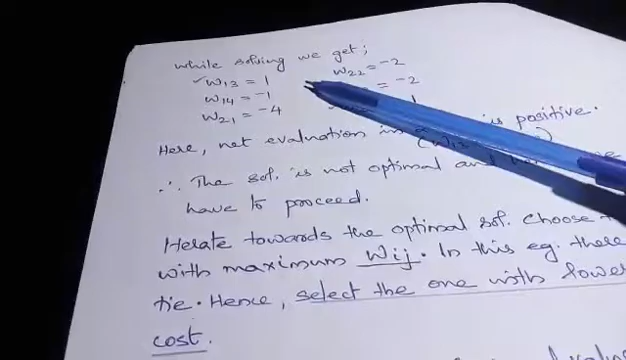 while solving we get;
✓W13 = 1 W22 = -2
W14 = -1 = -2
W21 = -4 1
Here, net evaluation in is positive.
∴ The sol. is not optimal and
have to proceed.
Iterate towards the optimal sol. Choose
with maximum Wij. In this eg. there
tie. Hence, select the one with lower
cost.